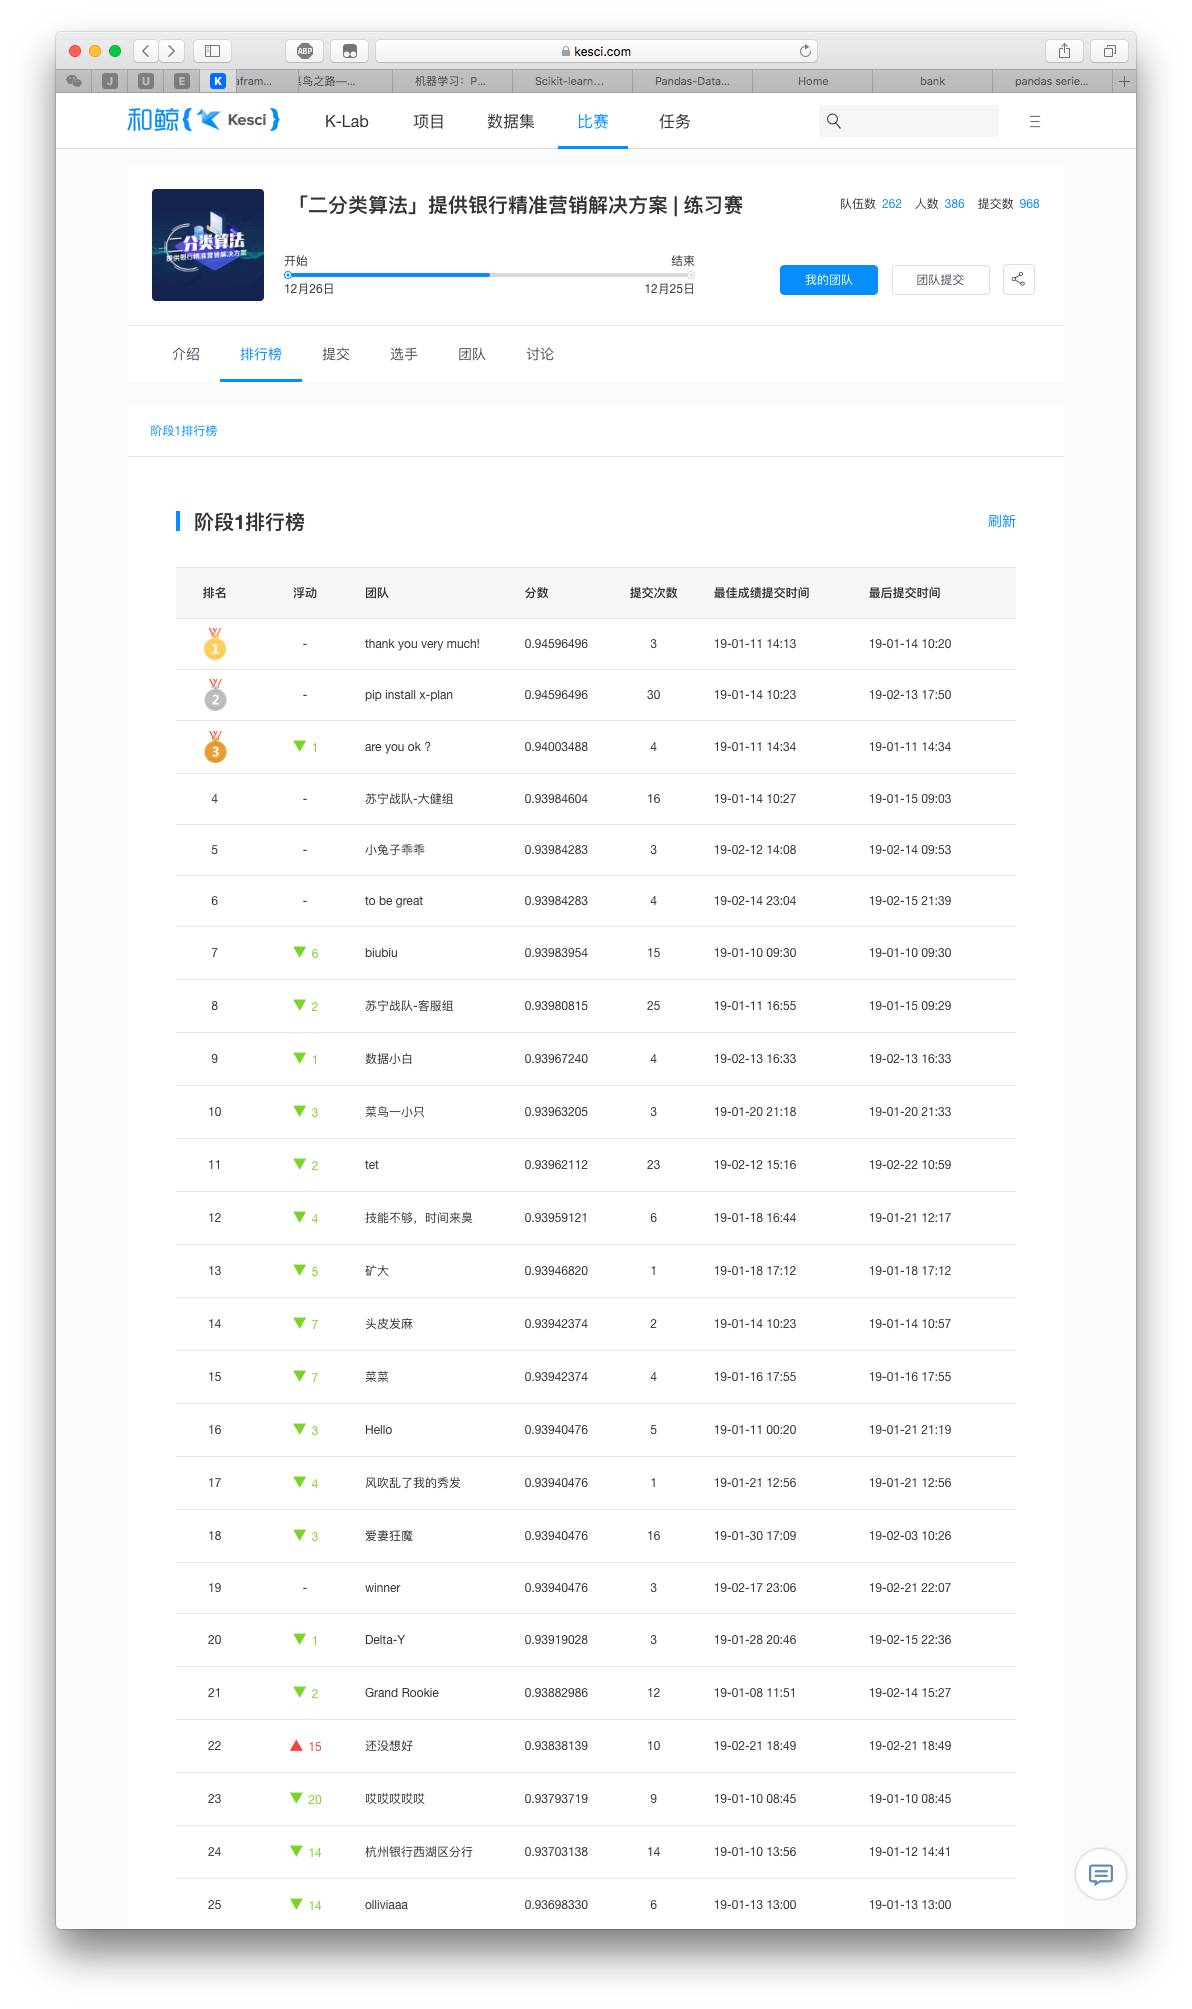 ABP
kesci.com
J U E K afram... 鸟之路—... 机器学习：P... Scikit-learn... Pandas-Data... Home bank pandas serie...
和鲸 Kesci K-Lab 项目 数据集 比赛 任务
二分类算法
提供银行精准营销解决方案
「二分类算法」提供银行精准营销解决方案 | 练习赛
队伍数 262 人数 386 提交数 968
开始 结束
12月26日 12月25日
我的团队 团队提交
介绍 排行榜 提交 选手 团队 讨论
阶段1排行榜
阶段1排行榜 刷新
排名 浮动 团队 分数 提交次数 最佳成绩提交时间 最后提交时间
1 - thank you very much! 0.94596496 3 19-01-11 14:13 19-01-14 10:20
2 - pip install x-plan 0.94596496 30 19-01-14 10:23 19-02-13 17:50
3 ▼ 1 are you ok ? 0.94003488 4 19-01-11 14:34 19-01-11 14:34
4 - 苏宁战队-大健组 0.93984604 16 19-01-14 10:27 19-01-15 09:03
5 - 小兔子乖乖 0.93984283 3 19-02-12 14:08 19-02-14 09:53
6 - to be great 0.93984283 4 19-02-14 23:04 19-02-15 21:39
7 ▼ 6 biubiu 0.93983954 15 19-01-10 09:30 19-01-10 09:30
8 ▼ 2 苏宁战队-客服组 0.93980815 25 19-01-11 16:55 19-01-15 09:29
9 ▼ 1 数据小白 0.93967240 4 19-02-13 16:33 19-02-13 16:33
10 ▼ 3 菜鸟一小只 0.93963205 3 19-01-20 21:18 19-01-20 21:33
11 ▼ 2 tet 0.93962112 23 19-02-12 15:16 19-02-22 10:59
12 ▼ 4 技能不够，时间来臭 0.93959121 6 19-01-18 16:44 19-01-21 12:17
13 ▼ 5 矿大 0.93946820 1 19-01-18 17:12 19-01-18 17:12
14 ▼ 7 头皮发麻 0.93942374 2 19-01-14 10:23 19-01-14 10:57
15 ▼ 7 菜菜 0.93942374 4 19-01-16 17:55 19-01-16 17:55
16 ▼ 3 Hello 0.93940476 5 19-01-11 00:20 19-01-21 21:19
17 ▼ 4 风吹乱了我的秀发 0.93940476 1 19-01-21 12:56 19-01-21 12:56
18 ▼ 3 爱妻狂魔 0.93940476 16 19-01-30 17:09 19-02-03 10:26
19 - winner 0.93940476 3 19-02-17 23:06 19-02-21 22:07
20 ▼ 1 Delta-Y 0.93919028 3 19-01-28 20:46 19-02-15 22:36
21 ▼ 2 Grand Rookie 0.93882986 12 19-01-08 11:51 19-02-14 15:27
22 ▲ 15 还没想好 0.93838139 10 19-02-21 18:49 19-02-21 18:49
23 ▼ 20 哎哎哎哎哎 0.93793719 9 19-01-10 08:45 19-01-10 08:45
24 ▼ 14 杭州银行西湖区分行 0.93703138 14 19-01-10 13:56 19-01-12 14:41
25 ▼ 14 olliviaaa 0.93698330 6 19-01-13 13:00 19-01-13 13:00